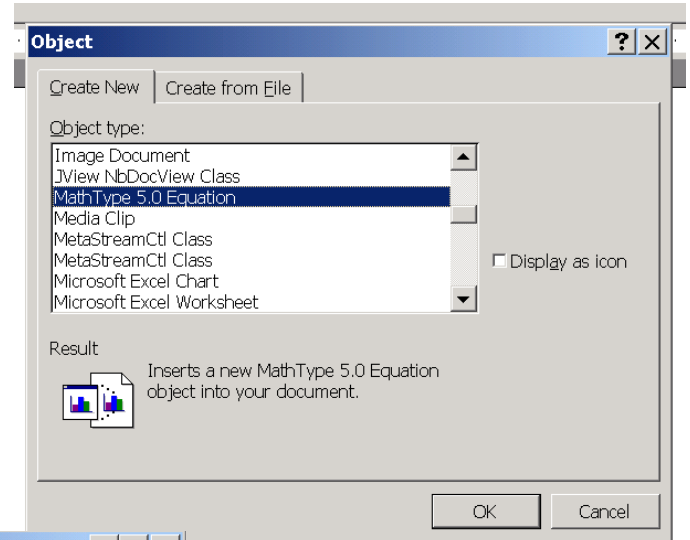 Object
Create New
Create from File
Object type:
Image Document
JView NbDocView Class
MathType 5.0 Equation
Media Clip
MetaStreamCtl Class
MetaStreamCtl Class
Microsoft Excel Chart
Microsoft Excel Worksheet
Display as icon
Result
Inserts a new MathType 5.0 Equation
object into your document.
OK
Cancel